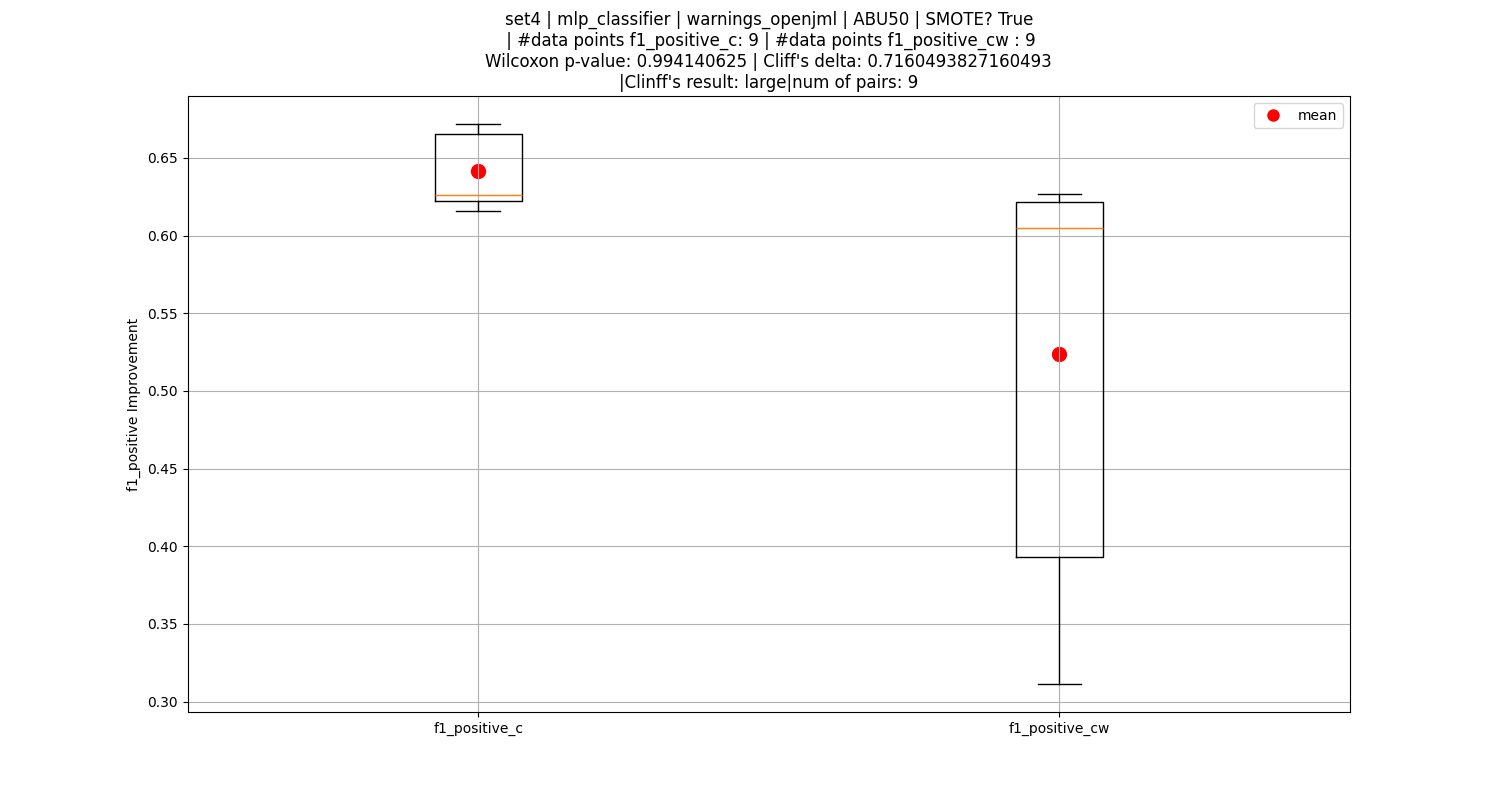 set4 | mlp_classifier | warnings_openjml | ABU50 | SMOTE? True
| #data points f1_positive_c: 9 | #data points f1_positive_cw : 9
Wilcoxon p-value: 0.994140625 | Cliff's delta: 0.7160493827160493
|Clinff's result: large|num of pairs: 9
mean
0.65
0.60
0.55
0.50
0.45
0.40
0.35
0.30
f1_positive Improvement
f1_positive_c
f1_positive_cw